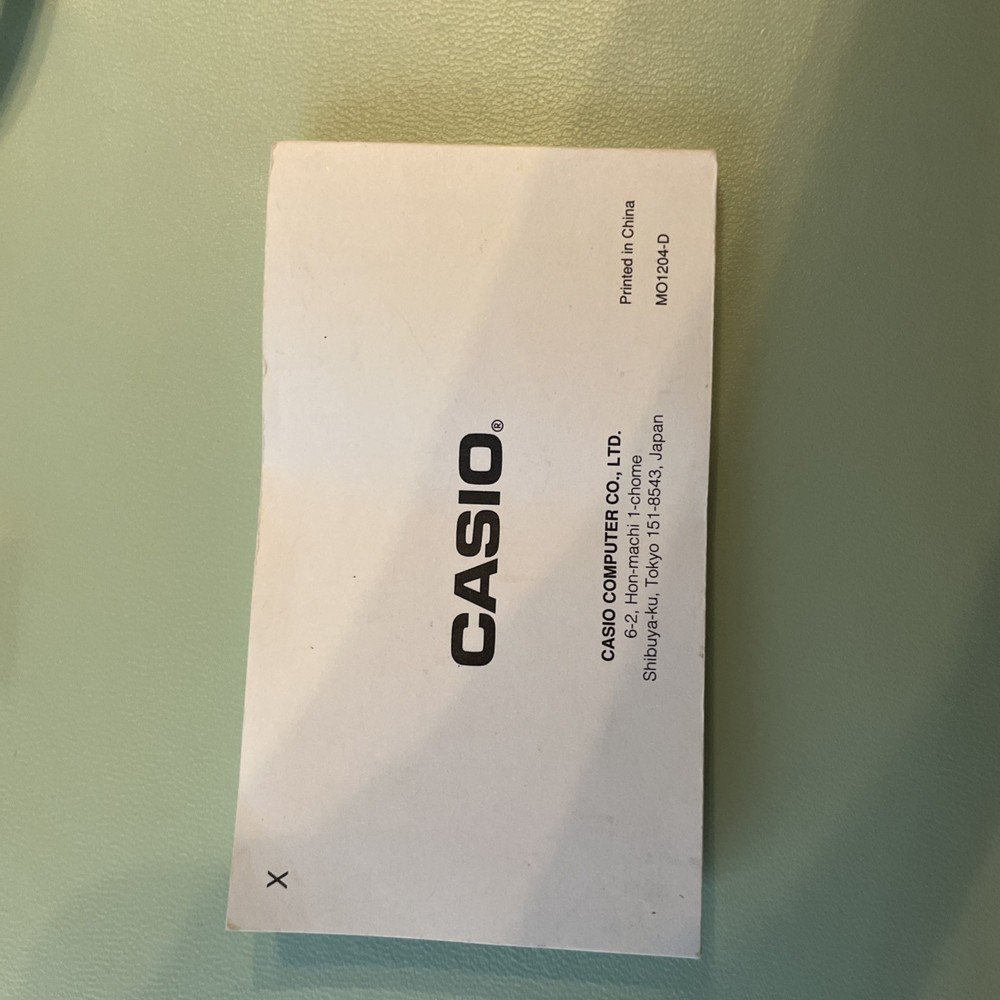 X
CASIO®
CASIO COMPUTER CO., LTD.
6-2, Hon-machi 1-chome
Shibuya-ku, Tokyo 151-8543, Japan
Printed in China
MO1204-D